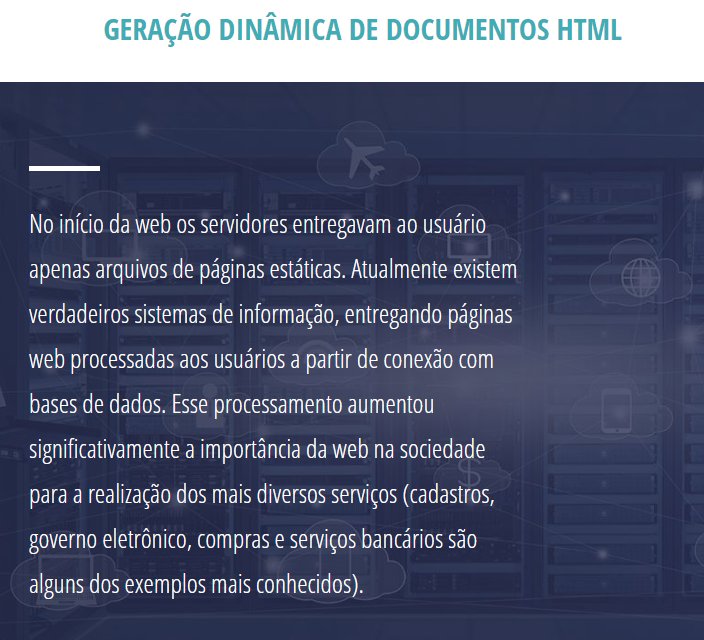 GERAÇÃO DINÂMICA DE DOCUMENTOS HTML
No início da web os servidores entregavam ao usuário
apenas arquivos de páginas estáticas. Atualmente existem
verdadeiros sistemas de informação, entregando páginas
web processadas aos usuários a partir de conexão com
bases de dados. Esse processamento aumentou
significativamente a importância da web na sociedade
para a realização dos mais diversos serviços (cadastros,
governo eletrônico, compras e serviços bancários são
alguns dos exemplos mais conhecidos).